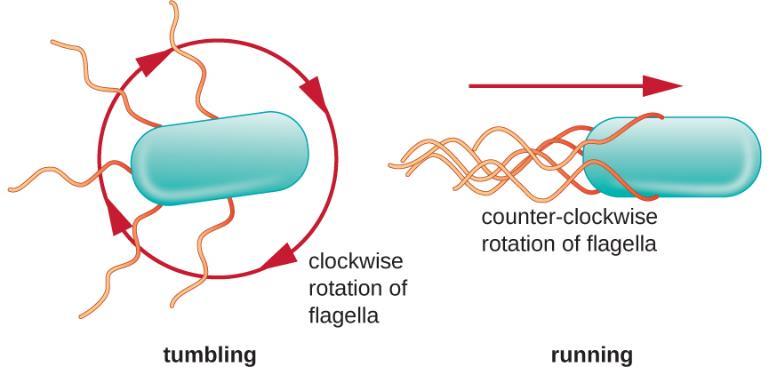 clockwise
rotation of
flagella
tumbling
counter-clockwise
rotation of flagella
running